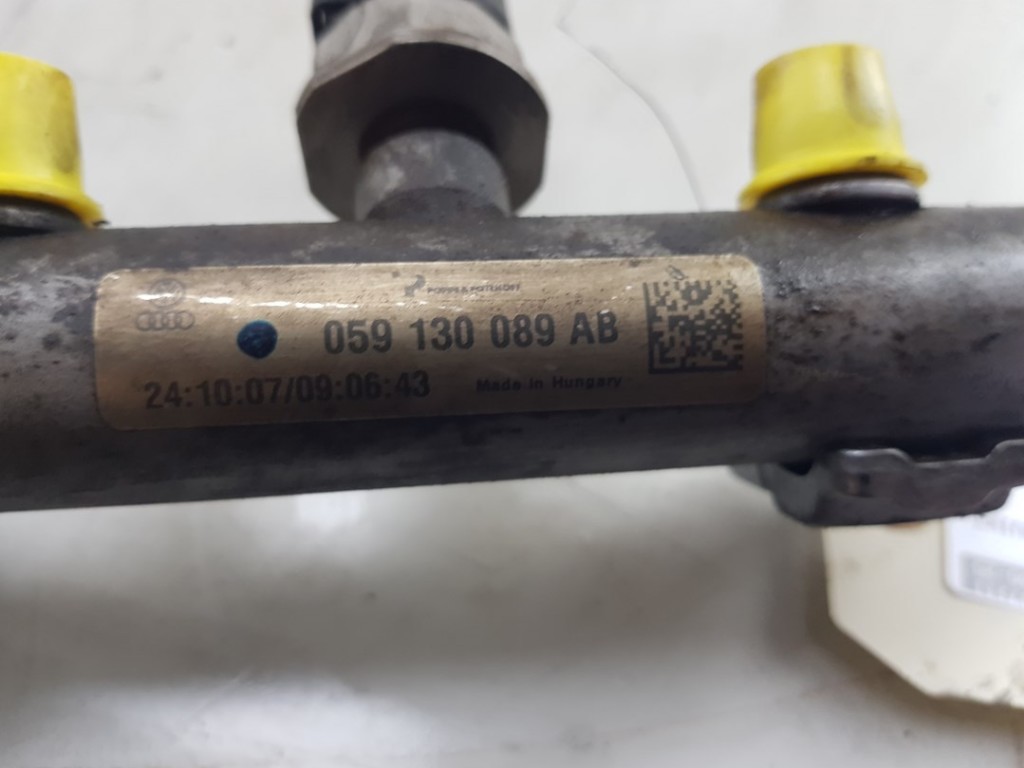 POPPE & POTTHOFF
059 130 089 AB
24:10:07/09:06:43 Made in Hungary